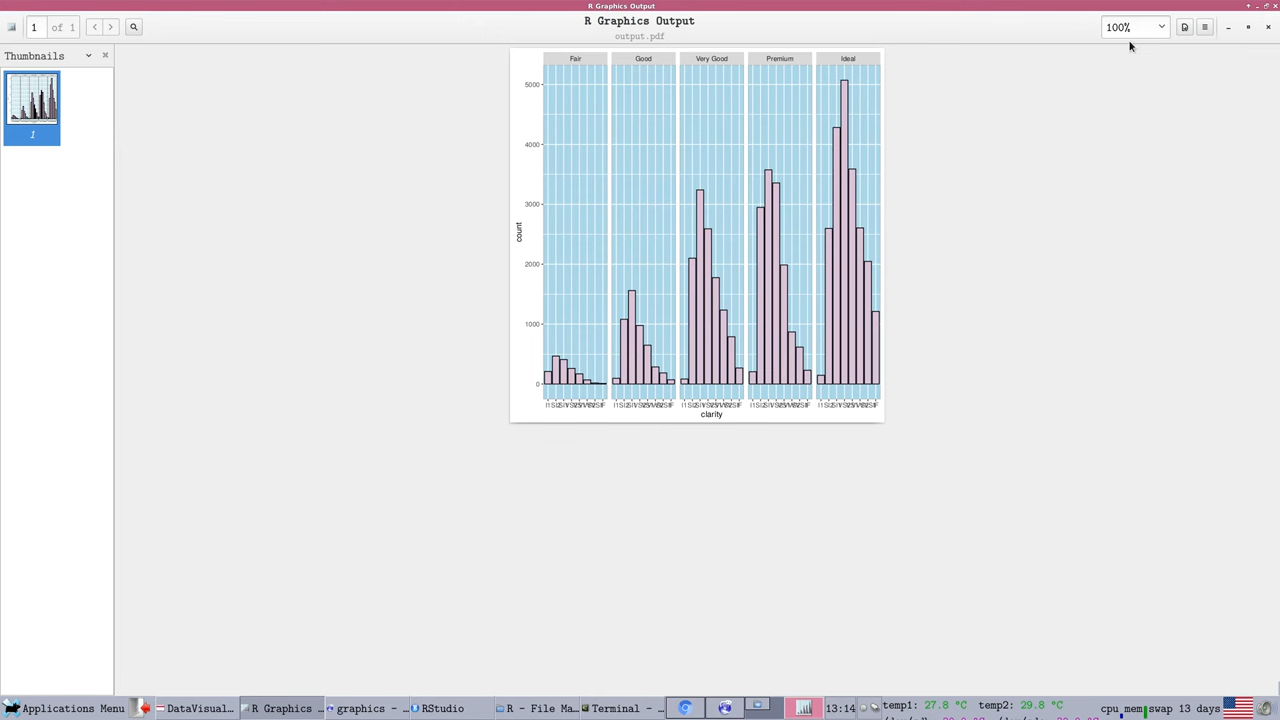 R Graphics Output
1 of 1
R Graphics Output
output.pdf
100%
Thumbnails
1
Fair Good Very Good Premium Ideal
5000
4000
3000
2000
1000
0
count
clarity
Applications Menu DataVisual... R Graphics ... graphics - ... RStudio R - File Ma... Terminal - ... 13:14 temp1: 27.8 °C temp2: 29.8 °C cpu mem swap 13 days